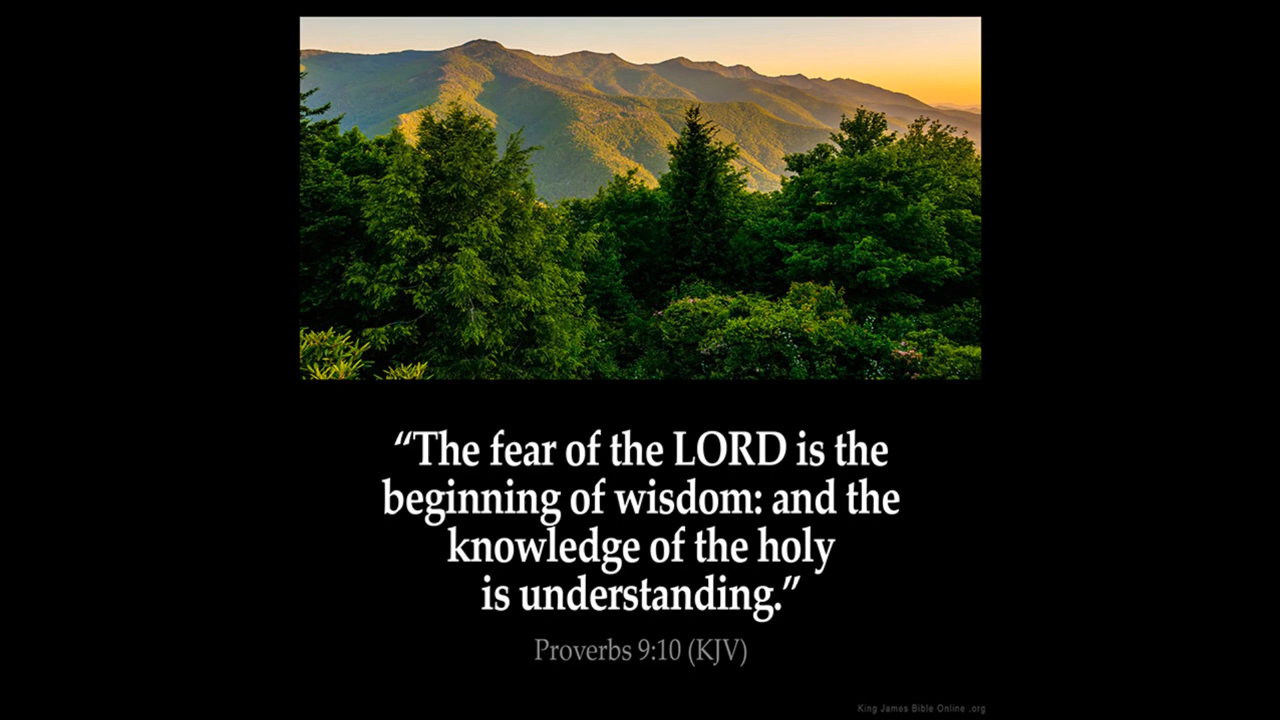 “The fear of the LORD is the
beginning of wisdom: and the
knowledge of the holy
is understanding.”
Proverbs 9:10 (KJV)
King James Bible Online .org